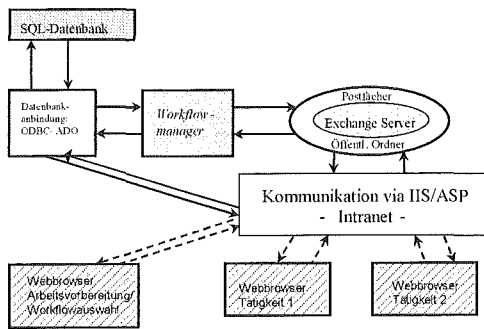 SQL-Datenbank
Datenbank-
anbindung:
ODBC- ADO
Workflow-
manager
Postfächer
Exchange Server
Öffentl. Ordner
Kommunikation via IIS/ASP
- Intranet -
Webbrowser
Arbeitsvorbereitung/
Workflowauswahl
Webbrowser
Tätigkeit 1
Webbrowser
Tätigkeit 2